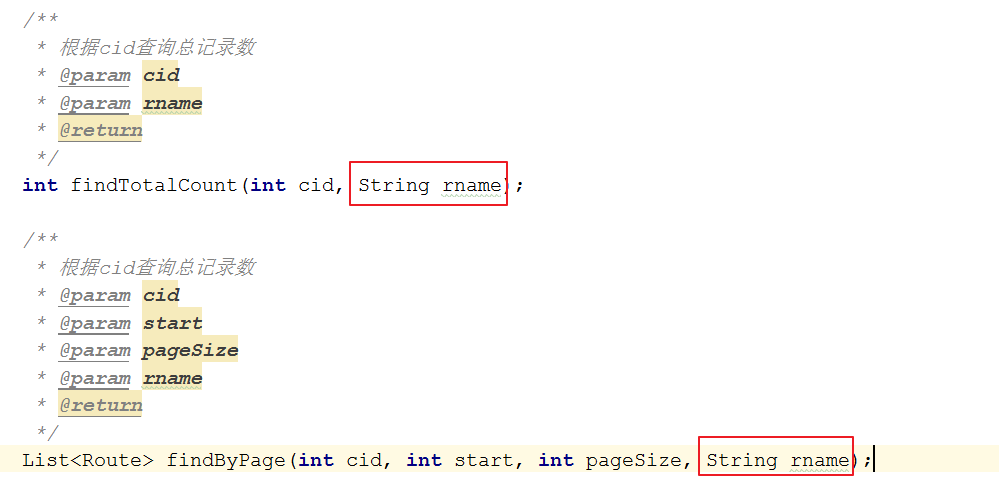 /**
 * 根据cid查询总记录数
 * @param cid
 * @param rname
 * @return
 */
int findTotalCount(int cid, String rname);
/**
 * 根据cid查询总记录数
 * @param cid
 * @param start
 * @param pageSize
 * @param rname
 * @return
 */
List<Route> findByPage(int cid, int start, int pageSize, String rname);